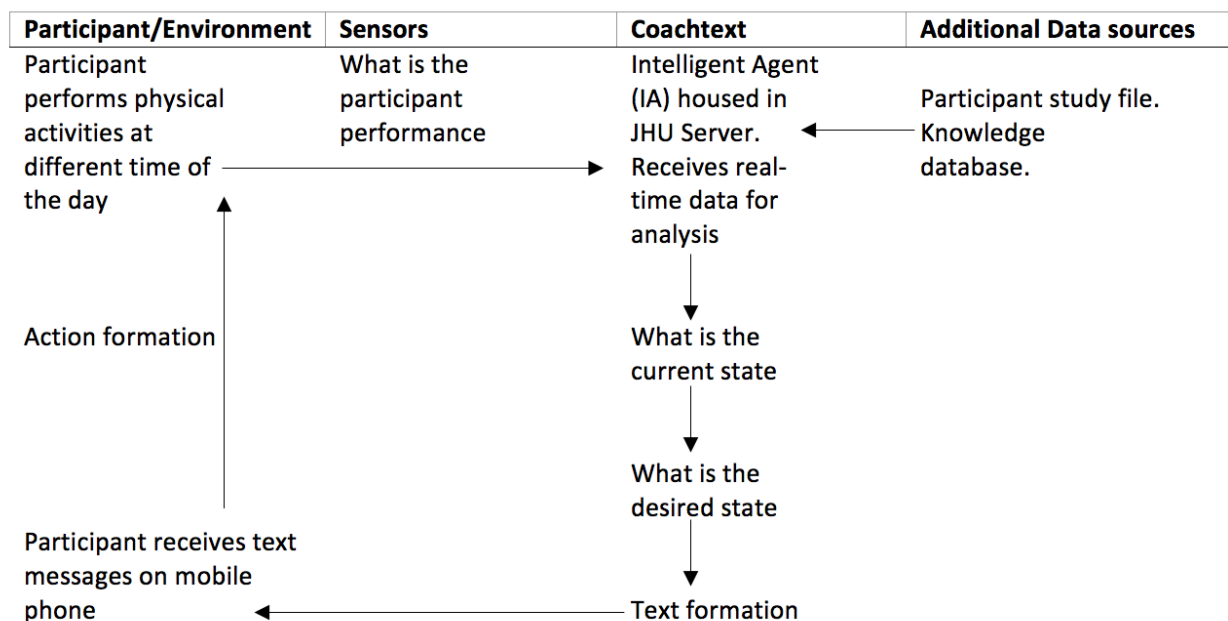 Participant/Environment Sensors Coachtext Additional Data sources
Participant
performs physical
activities at
different time of
the day
What is the
participant
performance
Intelligent Agent
(IA) housed in
JHU Server.
Receives real-
time data for
analysis
Participant study file.
Knowledge
database.
What is the
current state
What is the
desired state
Text formation
Participant receives text
messages on mobile
phone
Action formation